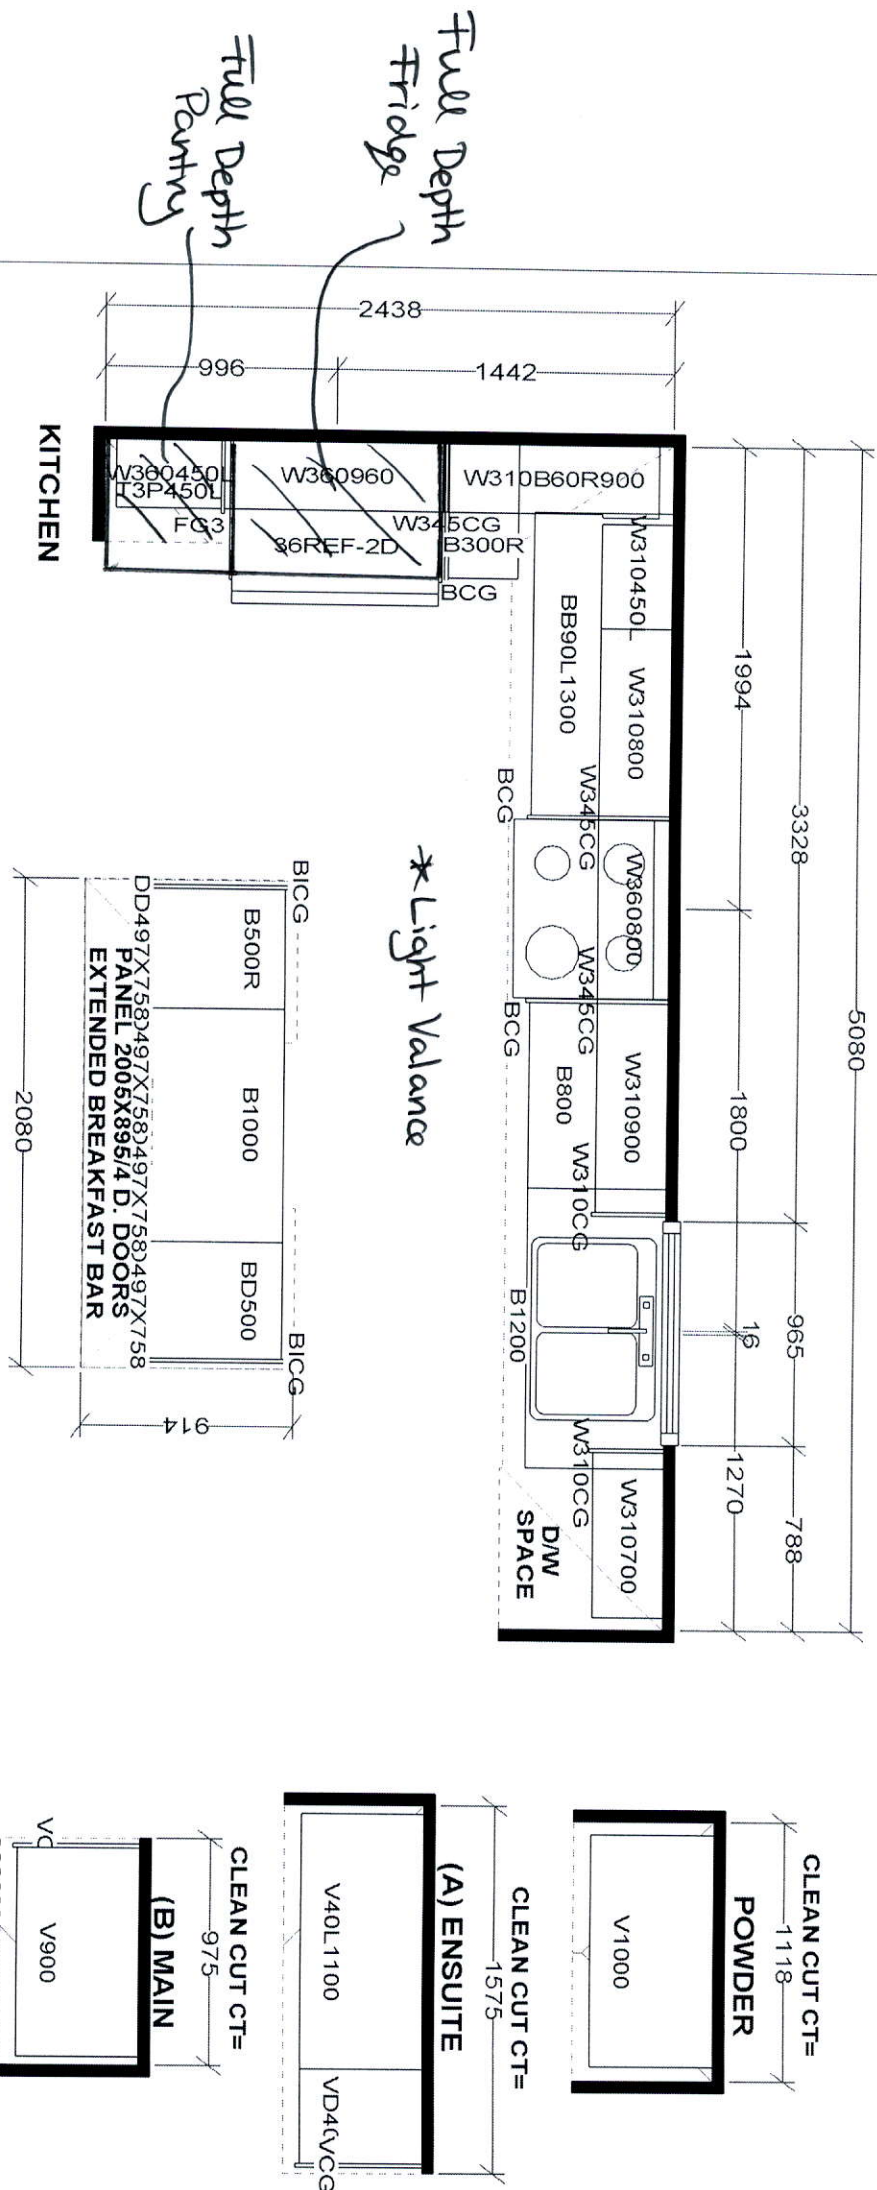 Full Depth
Fridge
Full Depth
Pantry
2438
996
1442
KITCHEN
W360450L
T3P450L
FG3
W360960
36REF-2D
W310B60R900
W345CG
B300R
BCG
W310450L
BB90L1300
W310800
W345CG
BCG
W360800
W345CG
BCG
B800
W310900
W310CG
B1200
W310CG
W310700
D/W
SPACE
1994
3328
5080
1800
16
965
1270
788
*Light Valance
BICG
B500R
B1000
BD500
BICG
DD497X758D497X758D497X758D497X758
PANEL 2005X895/4 D. DOORS
EXTENDED BREAKFAST BAR
2080
914
CLEAN CUT CT=
1118
POWDER
V1000
CLEAN CUT CT=
1575
(A) ENSUITE
V40L1100
VD40
VCG
CLEAN CUT CT=
975
(B) MAIN
V900